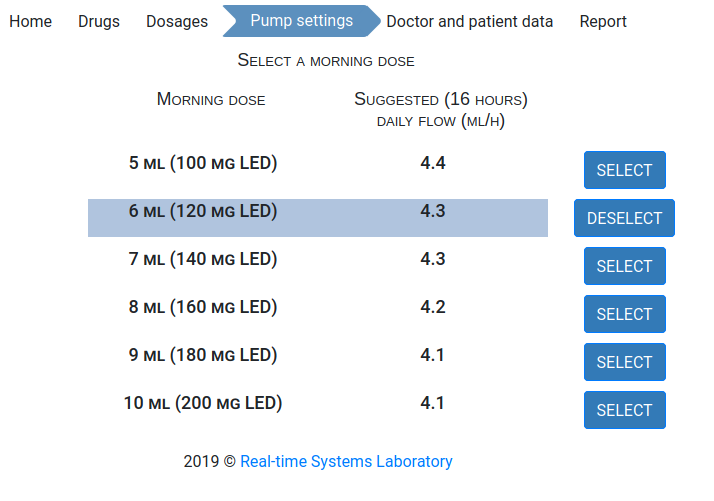 Home Drugs Dosages Pump settings Doctor and patient data Report
Select a morning dose
Morning dose Suggested (16 hours)
daily flow (ml/h)
5 ml (100 mg LED) 4.4 SELECT
6 ml (120 mg LED) 4.3 DESELECT
7 ml (140 mg LED) 4.3 SELECT
8 ml (160 mg LED) 4.2 SELECT
9 ml (180 mg LED) 4.1 SELECT
10 ml (200 mg LED) 4.1 SELECT
2019 © Real-time Systems Laboratory